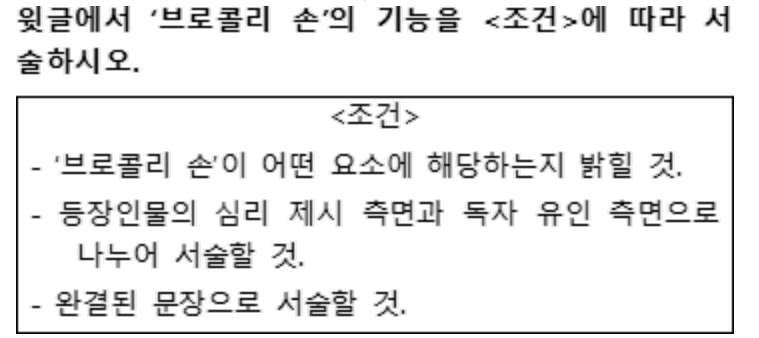 윗글에서 ‘브로콜리 손’의 기능을 <조건>에 따라 서
술하시오.
<조건>
- ‘브로콜리 손’이 어떤 요소에 해당하는지 밝힐 것.
- 등장인물의 심리 제시 측면과 독자 유인 측면으로
나누어 서술할 것.
- 완결된 문장으로 서술할 것.